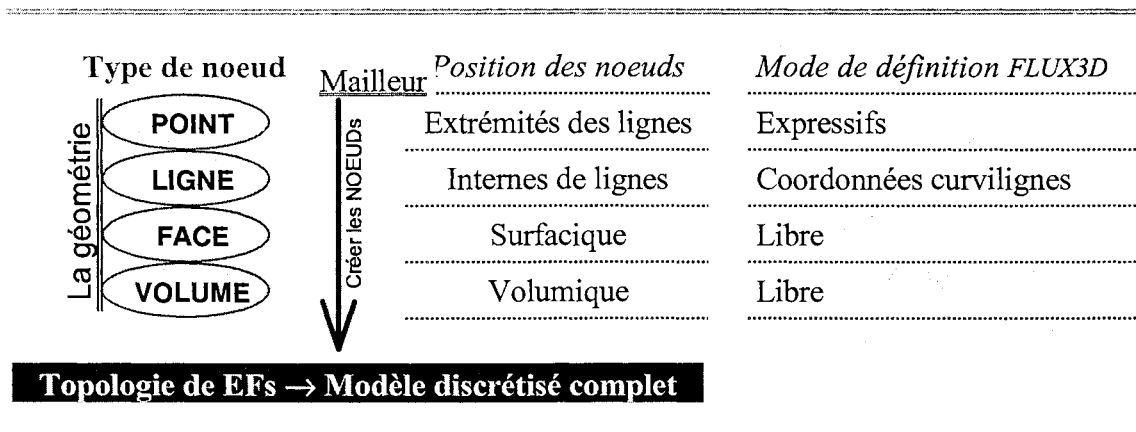 Type de noeud Mailleur Position des noeuds Mode de définition FLUX3D
La géométrie
Créer les NOEUDs
POINT Extrémités des lignes Expressifs
LIGNE Internes de lignes Coordonnées curvilignes
FACE Surfacique Libre
VOLUME Volumique Libre
Topologie de EFs → Modèle discrétisé complet